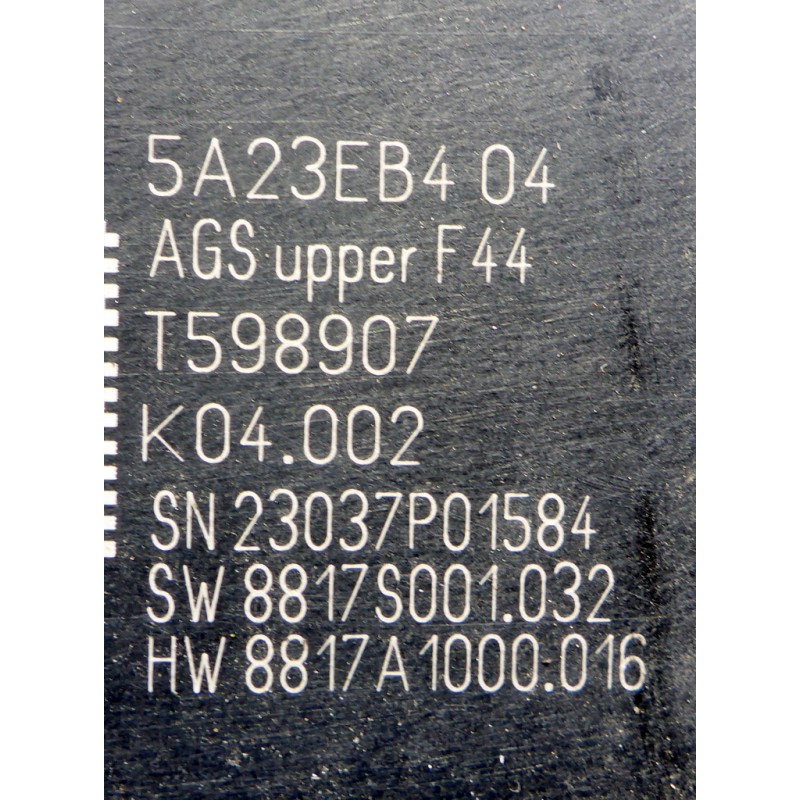 5A23EB4 04
AGS upper F44
T598907
K04.002
SN 23037P01584
SW 8817S001.032
HW 8817A1000.016